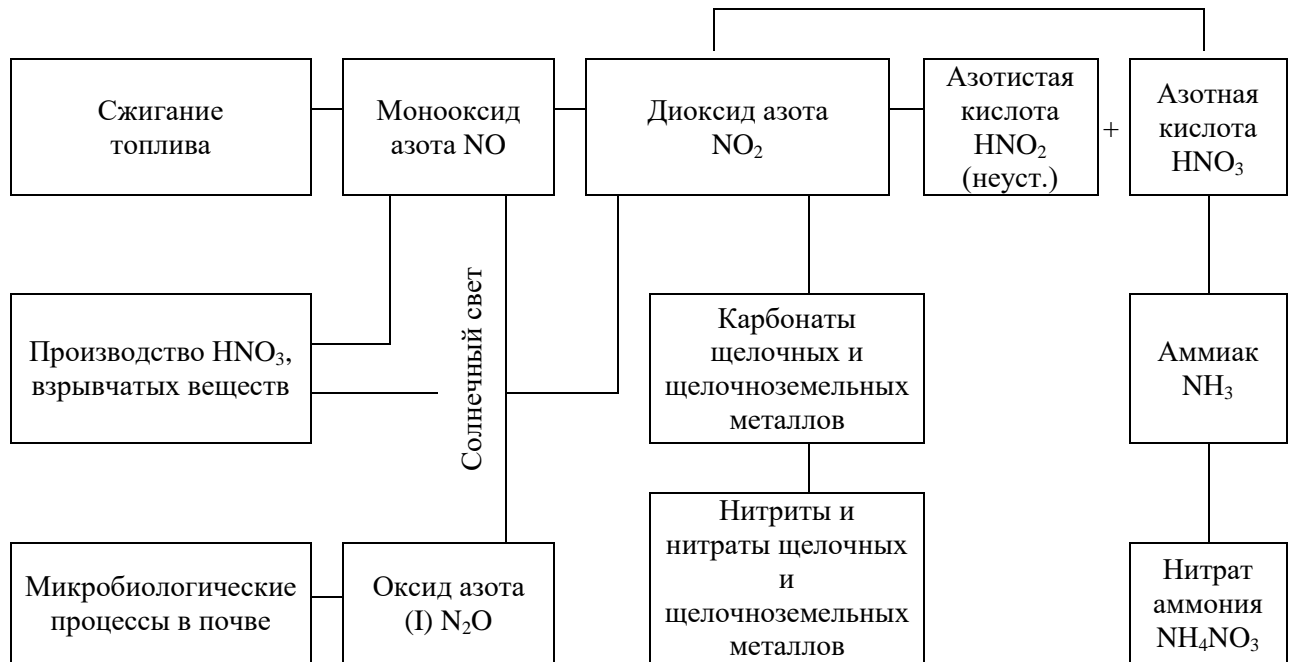 Сжигание
топлива
Монооксид
азота NO
Диоксид азота
NO₂
Азотистая
кислота
HNO₂
(неуст.)
+
Азотная
кислота
HNO₃
Производство HNO₃,
взрывчатых веществ
Солнечный свет
Карбонаты
щелочных и
щелочноземельных
металлов
Аммиак
NH₃
Микробиологические
процессы в почве
Оксид азота
(I) N₂O
Нитриты и
нитраты щелочных
и
щелочноземельных
металлов
Нитрат
аммония
NH₄NO₃